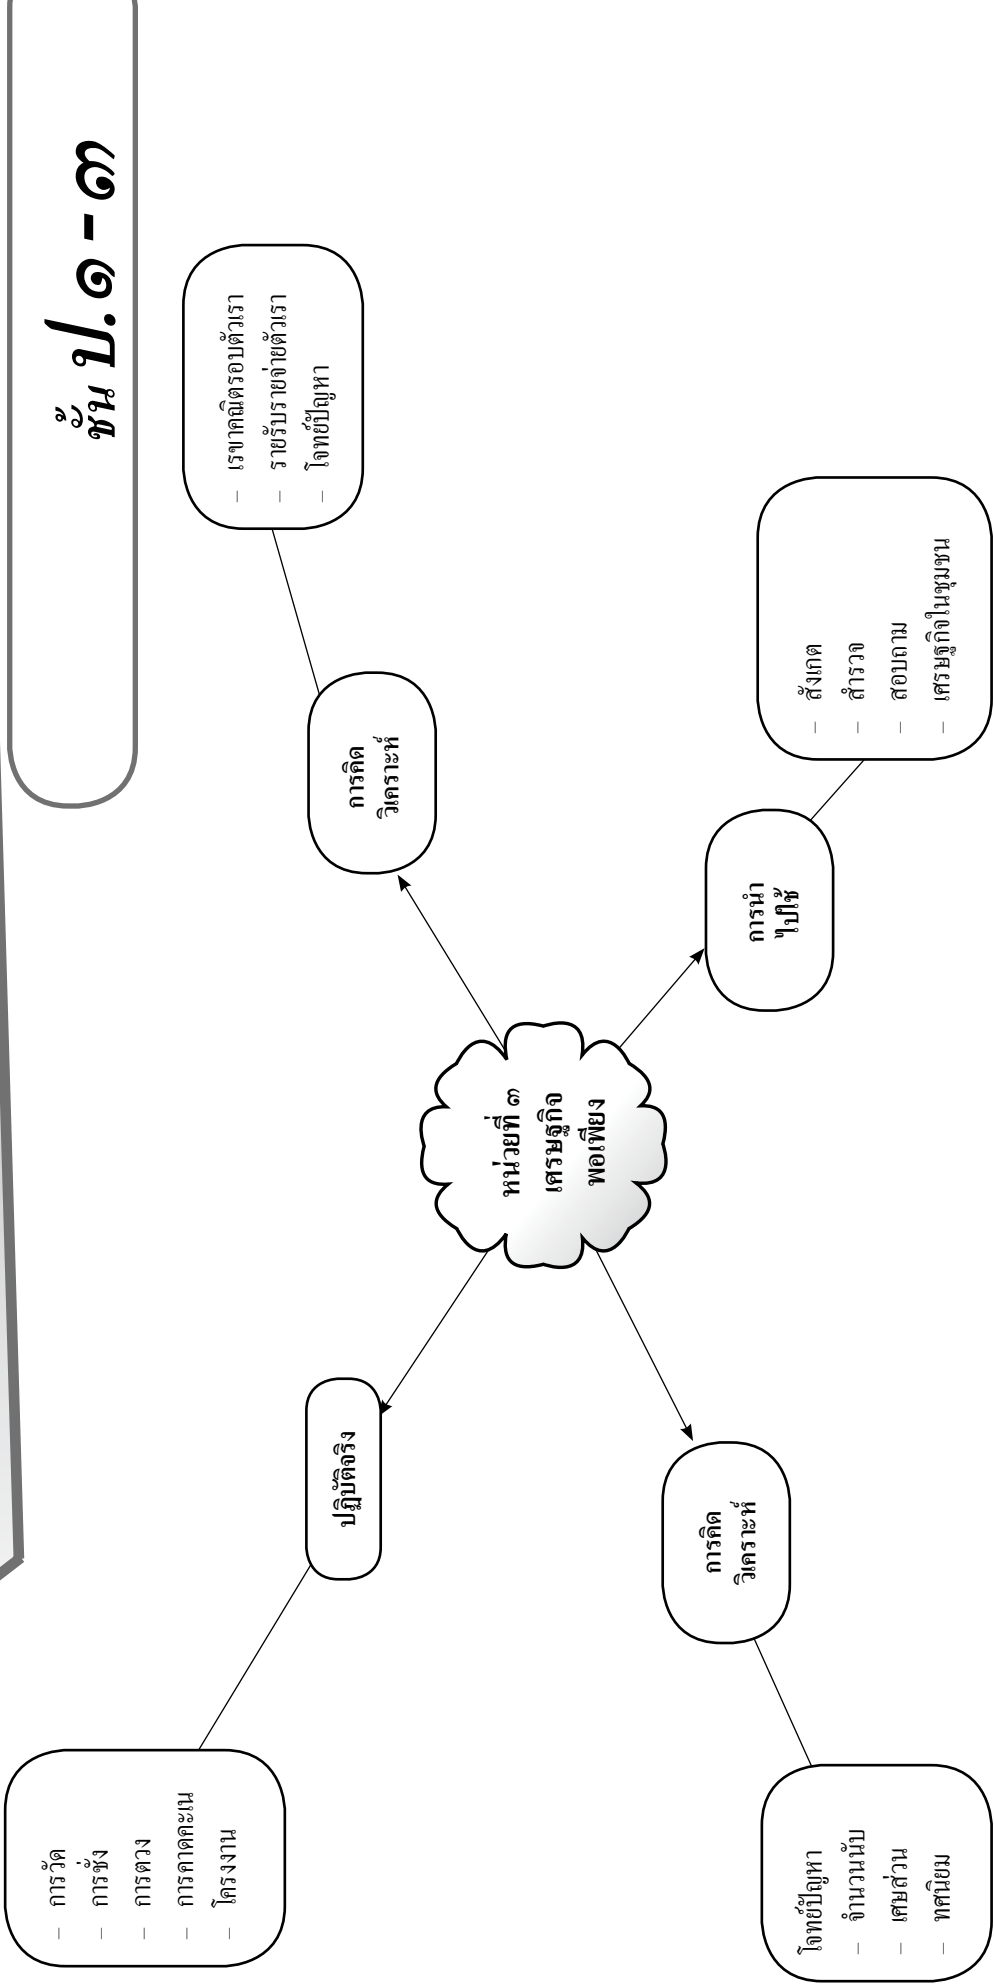 ชั้น ป.๑-๓
การวัด
การชั่ง
การตวง
การคาดคะเน
โครงงาน
ปฏิบัติจริง
การคิด
วิเคราะห์
– เรขาคณิตรอบตัวเรา
– รายรับรายจ่ายตัวเรา
– โจทย์ปัญหา
หน่วยที่ ๓
เศรษฐกิจ
พอเพียง
โจทย์ปัญหา
– จำนวนนับ
– เศษส่วน
– ทศนิยม
การคิด
วิเคราะห์
การนำ
ไปใช้
– สังเกต
– สำรวจ
– สอบถาม
– เศรษฐกิจในชุมชน